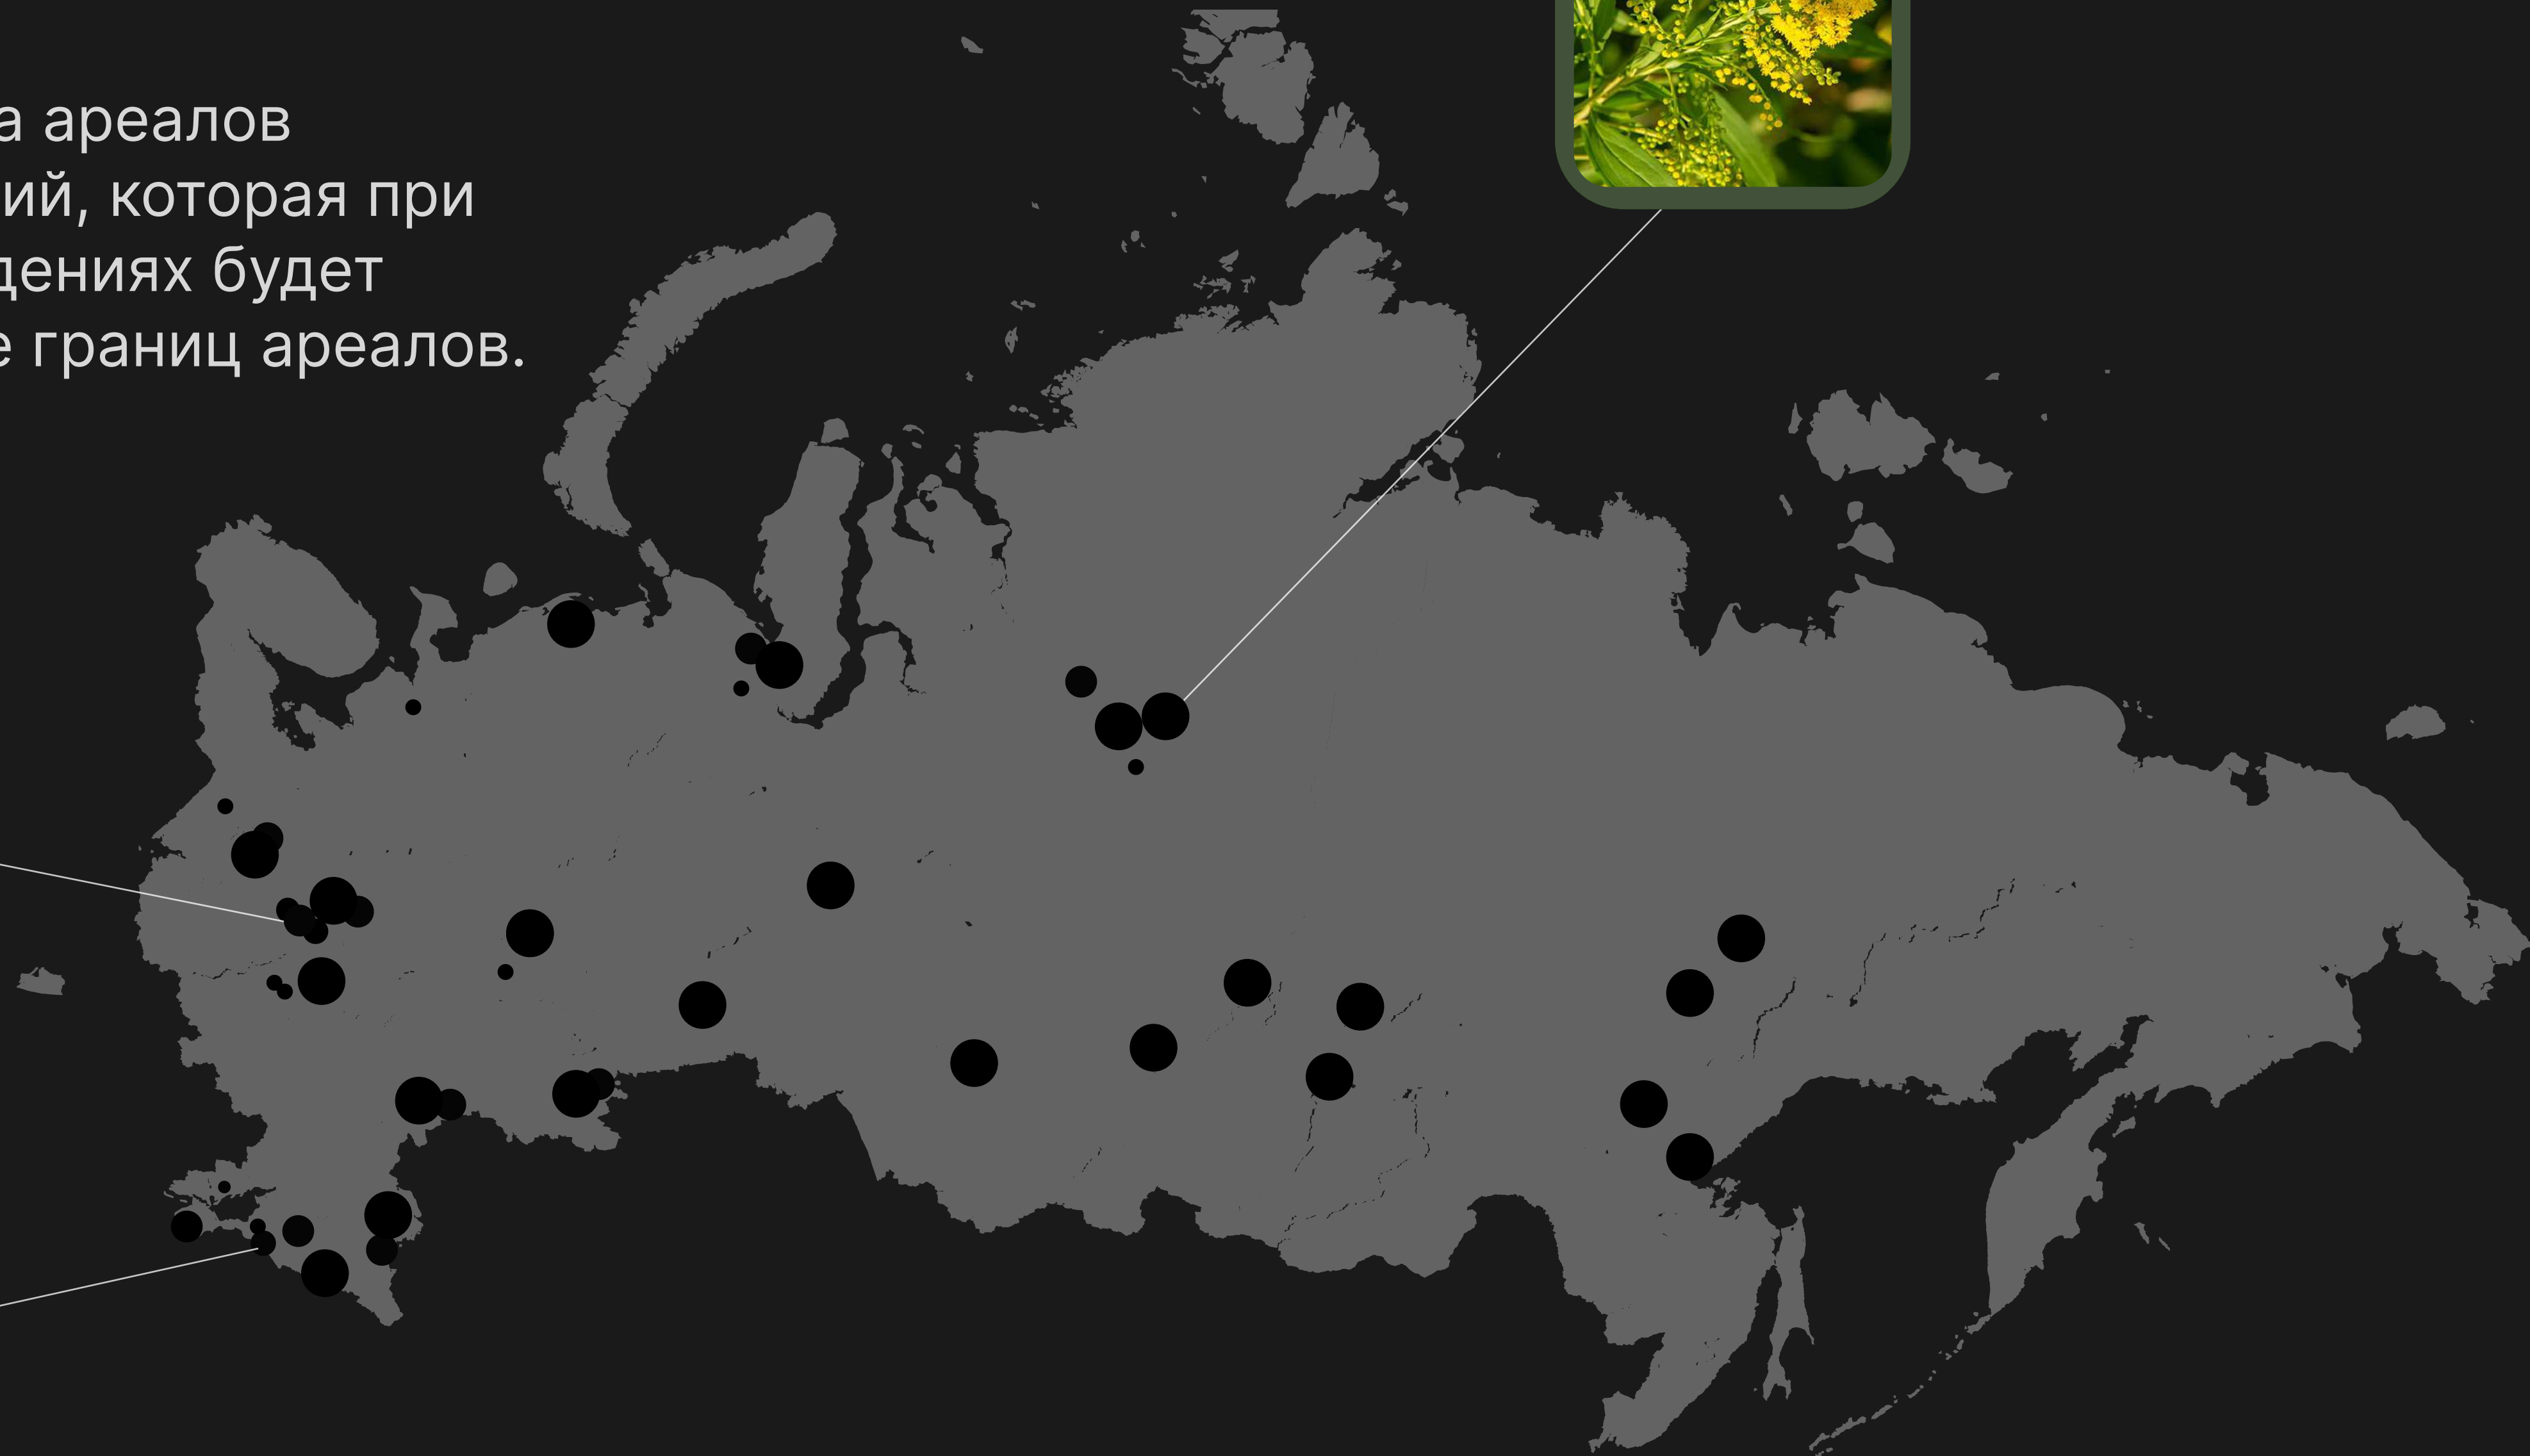 а ареалов
ий, которая при
дениях будет
е границ ареалов.